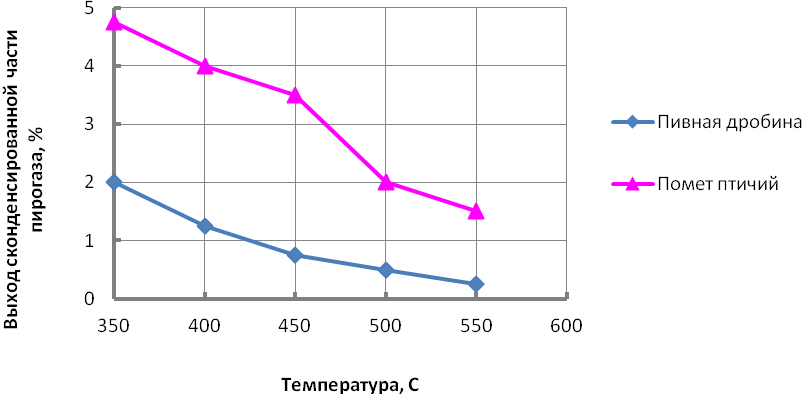 Выход сконденсированной части
пирогаза, %
5
4
3
2
1
0
350 400 450 500 550 600
Температура, С
Пивная дробина
Помет птичий